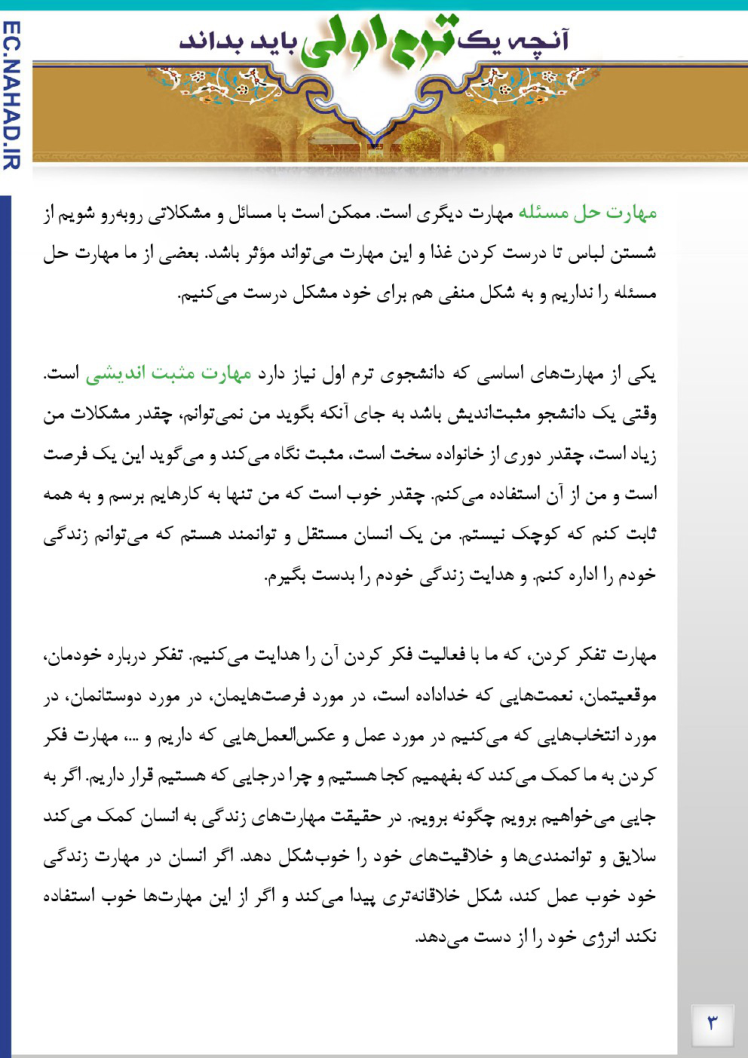 آنچه یک ترم اولی باید بداند
EC.NAHAD.IR
مهارت حل مسئله مهارت دیگری است. ممکن است با مسائل و مشکلاتی روبه‌رو شویم از
شستن لباس تا درست کردن غذا و این مهارت می‌تواند مؤثر باشد. بعضی از ما مهارت حل
مسئله را نداریم و به شکل منفی هم برای خود مشکل درست می‌کنیم.
یکی از مهارت‌های اساسی که دانشجوی ترم اول نیاز دارد مهارت مثبت اندیشی است.
وقتی یک دانشجو مثبت‌اندیش باشد به جای آنکه بگوید من نمی‌توانم، چقدر مشکلات من
زیاد است، چقدر دوری از خانواده سخت است، مثبت نگاه می‌کند و می‌گوید این یک فرصت
است و من از آن استفاده می‌کنم. چقدر خوب است که من تنها به کارهایم برسم و به همه
ثابت کنم که کوچک نیستم. من یک انسان مستقل و توانمند هستم که می‌توانم زندگی
خودم را اداره کنم. و هدایت زندگی خودم را بدست بگیرم.
مهارت تفکر کردن، که ما با فعالیت فکر کردن آن را هدایت می‌کنیم. تفکر درباره خودمان،
موقعیتمان، نعمت‌هایی که خداداده است، در مورد فرصت‌هایمان، در مورد دوستانمان، در
مورد انتخاب‌هایی که می‌کنیم در مورد عمل و عکس‌العمل‌هایی که داریم و ...، مهارت فکر
کردن به ما کمک می‌کند که بفهمیم کجا هستیم و چرا درجایی که هستیم قرار داریم. اگر به
جایی می‌خواهیم برویم چگونه برویم. در حقیقت مهارت‌های زندگی به انسان کمک می‌کند
سلایق و توانمندی‌ها و خلاقیت‌های خود را خوب‌شکل دهد. اگر انسان در مهارت زندگی
خود خوب عمل کند، شکل خلاقانه‌تری پیدا می‌کند و اگر از این مهارت‌ها خوب استفاده
نکند انرژی خود را از دست می‌دهد.
۳